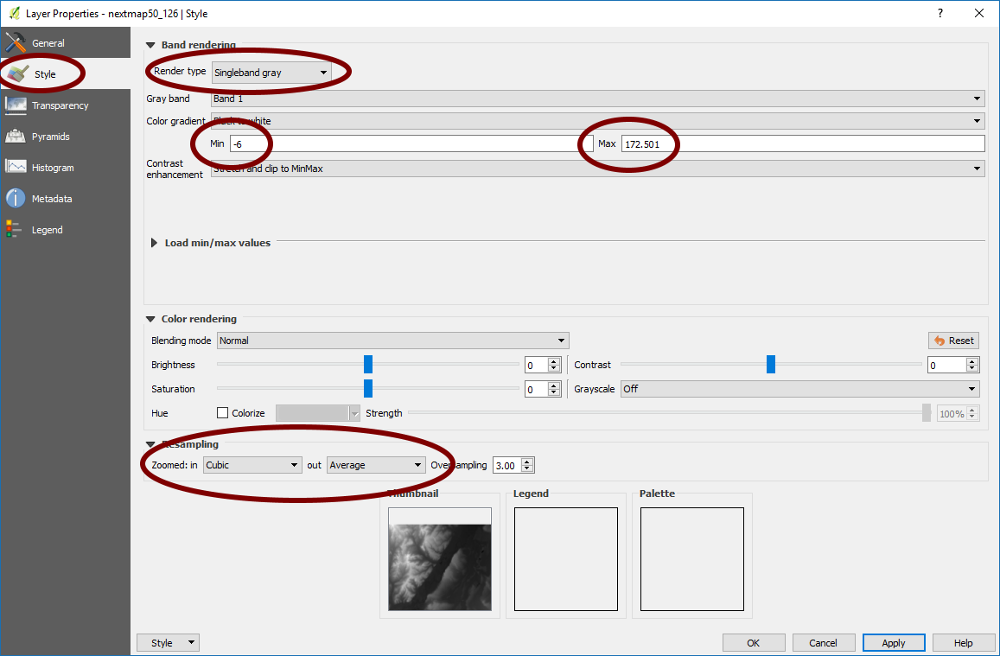 Layer Properties - nextmap50_126 | Style
?
General
Style
Transparency
Pyramids
Histogram
Metadata
Legend
Band rendering
Render type Singleband gray
Gray band Band 1
Color gradient Black to white
Min -6 Max 172.501
Contrast
enhancement Stretch and clip to MinMax
Load min/max values
Color rendering
Blending mode Normal Reset
Brightness 0 Contrast 0
Saturation 0 Grayscale Off
Hue Colorize Strength 100%
Resampling
Zoomed: in Cubic out Average Oversampling 3.00
Thumbnail Legend Palette
Style OK Cancel Apply Help